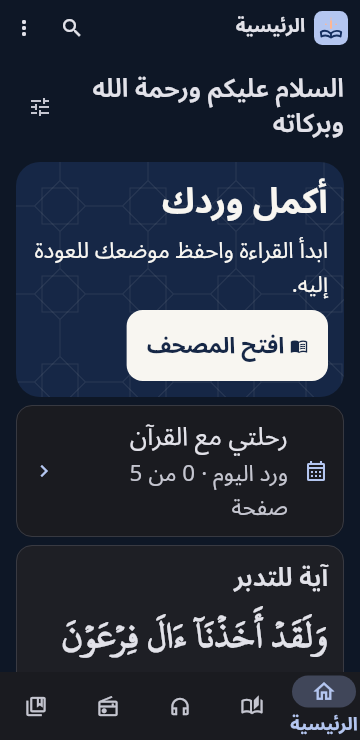 الرئيسية
السلام عليكم ورحمة الله
وبركاته
أكمل وردك
ابدأ القراءة واحفظ موضعك للعودة
إليه.
افتح المصحف
رحلتي مع القرآن
ورد اليوم · 0 من 5
صفحة
آية للتدبر
وَلَقَدۡ أَخَذۡنَآ ءَالَ فِرۡعَوۡنَ
الرئيسية